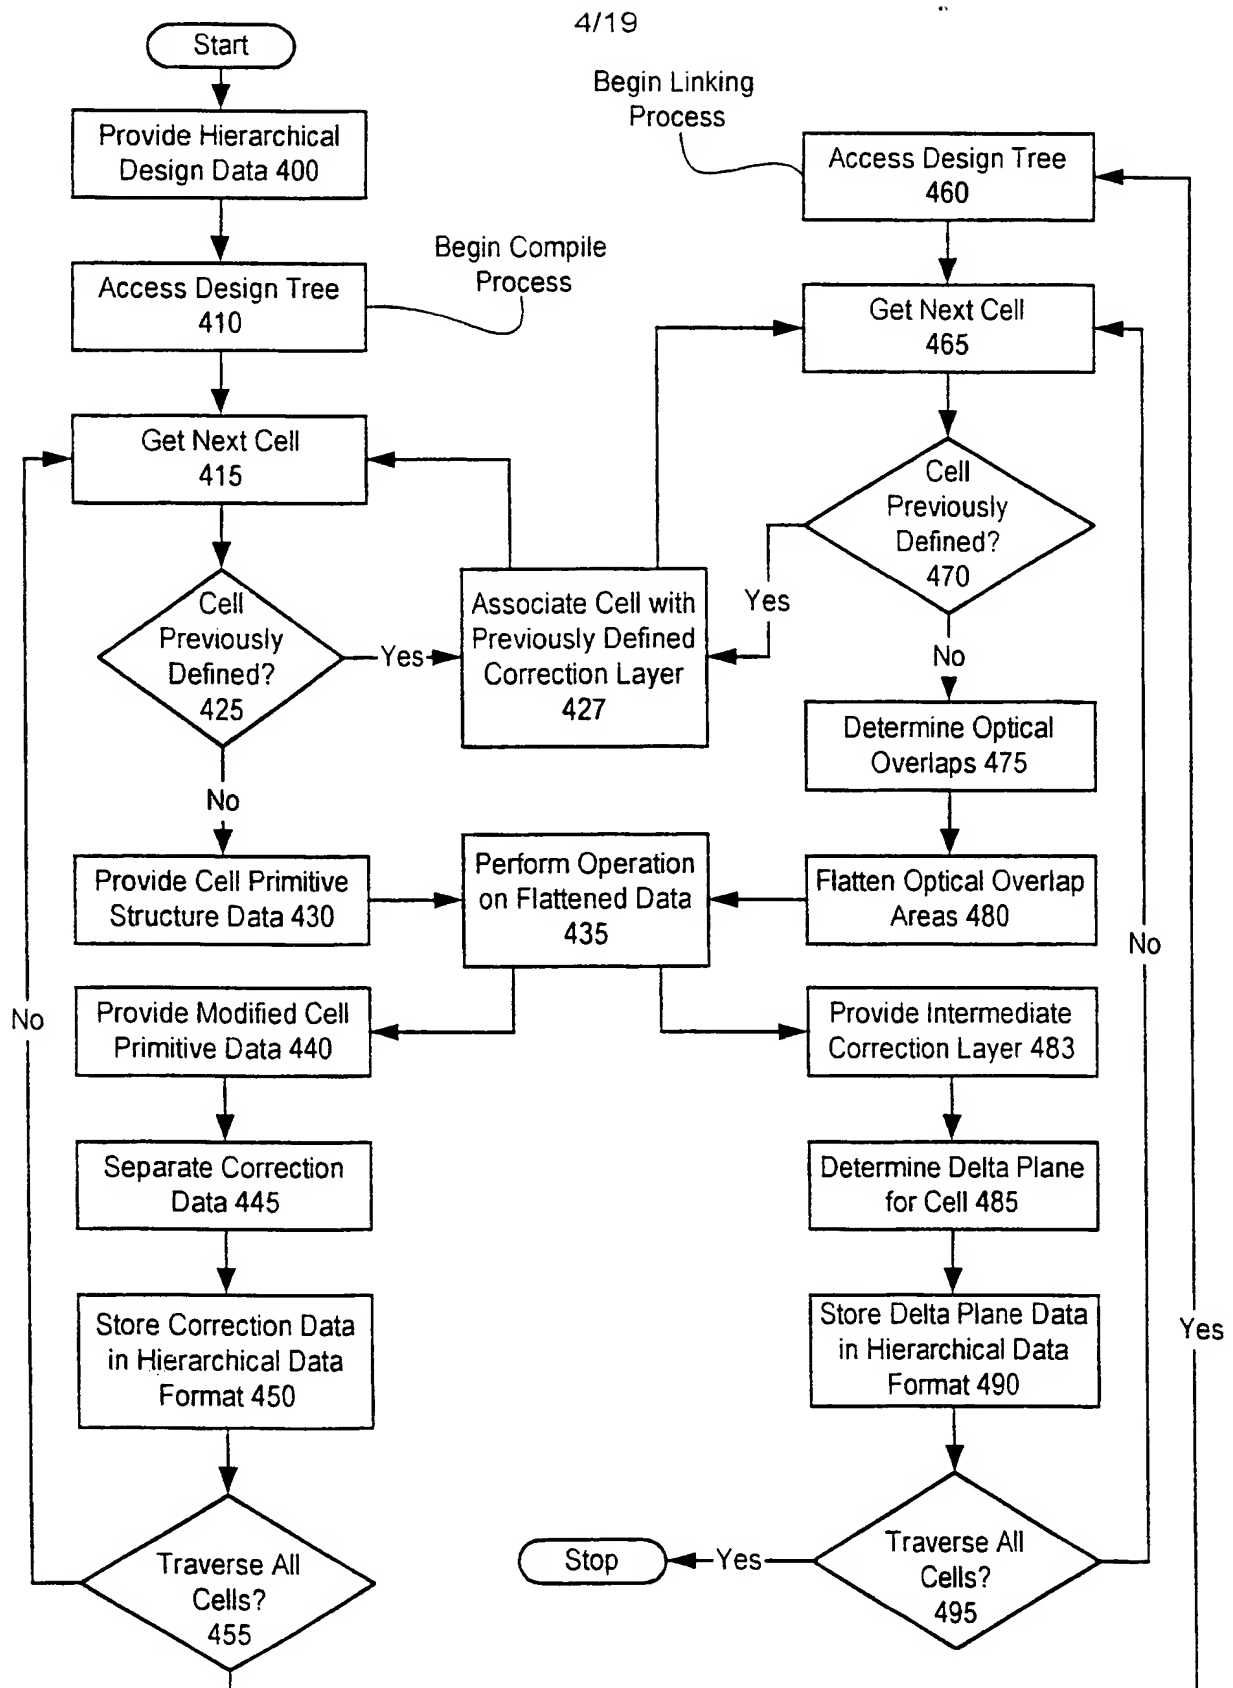 4/19
Start
Provide Hierarchical
Design Data 400
Access Design Tree
410
Begin Compile
Process
Get Next Cell
415
Cell
Previously
Defined?
425
Yes
Associate Cell with
Previously Defined
Correction Layer
427
No
Provide Cell Primitive
Structure Data 430
Perform Operation
on Flattened Data
435
Provide Modified Cell
Primitive Data 440
Separate Correction
Data 445
Store Correction Data
in Hierarchical Data
Format 450
Traverse All
Cells?
455
No
Begin Linking
Process
Access Design Tree
460
Get Next Cell
465
Cell
Previously
Defined?
470
Yes
No
Determine Optical
Overlaps 475
Flatten Optical Overlap
Areas 480
Provide Intermediate
Correction Layer 483
Determine Delta Plane
for Cell 485
Store Delta Plane Data
in Hierarchical Data
Format 490
Traverse All
Cells?
495
Yes
Stop
No
Yes